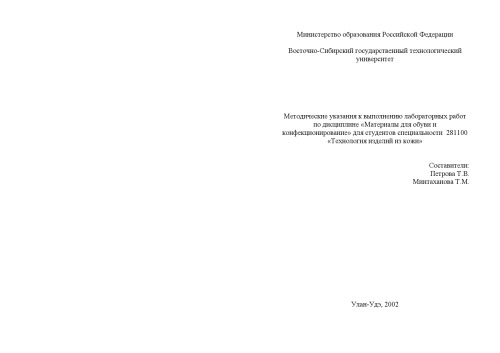 Министерство образования Российской Федерации
Восточно-Сибирский государственный технологический
университет
Методические указания к выполнению лабораторных работ
по дисциплине «Материалы для обуви и
конфекционирование» для студентов специальности 281100
«Технология изделий из кожи»
Составители:
Петрова Т.В.
Минтаханова Т.М.
Улан-Удэ, 2002